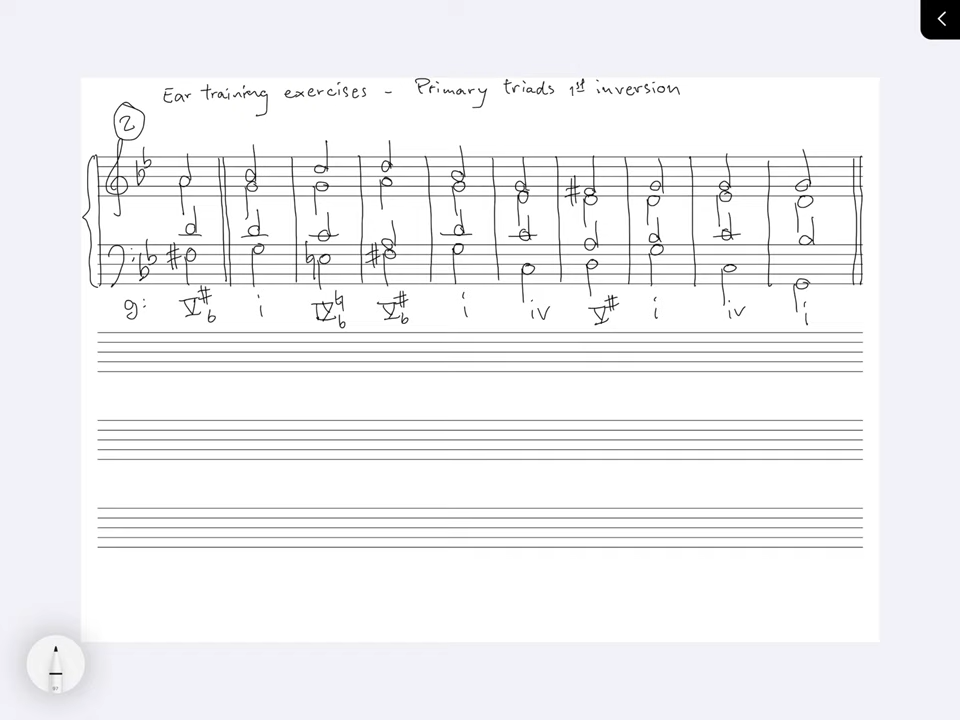 Ear training exercises - Primary triads 1st inversion
2
g: V♯b i IV♮b V♯b i iv V♯ i iv i